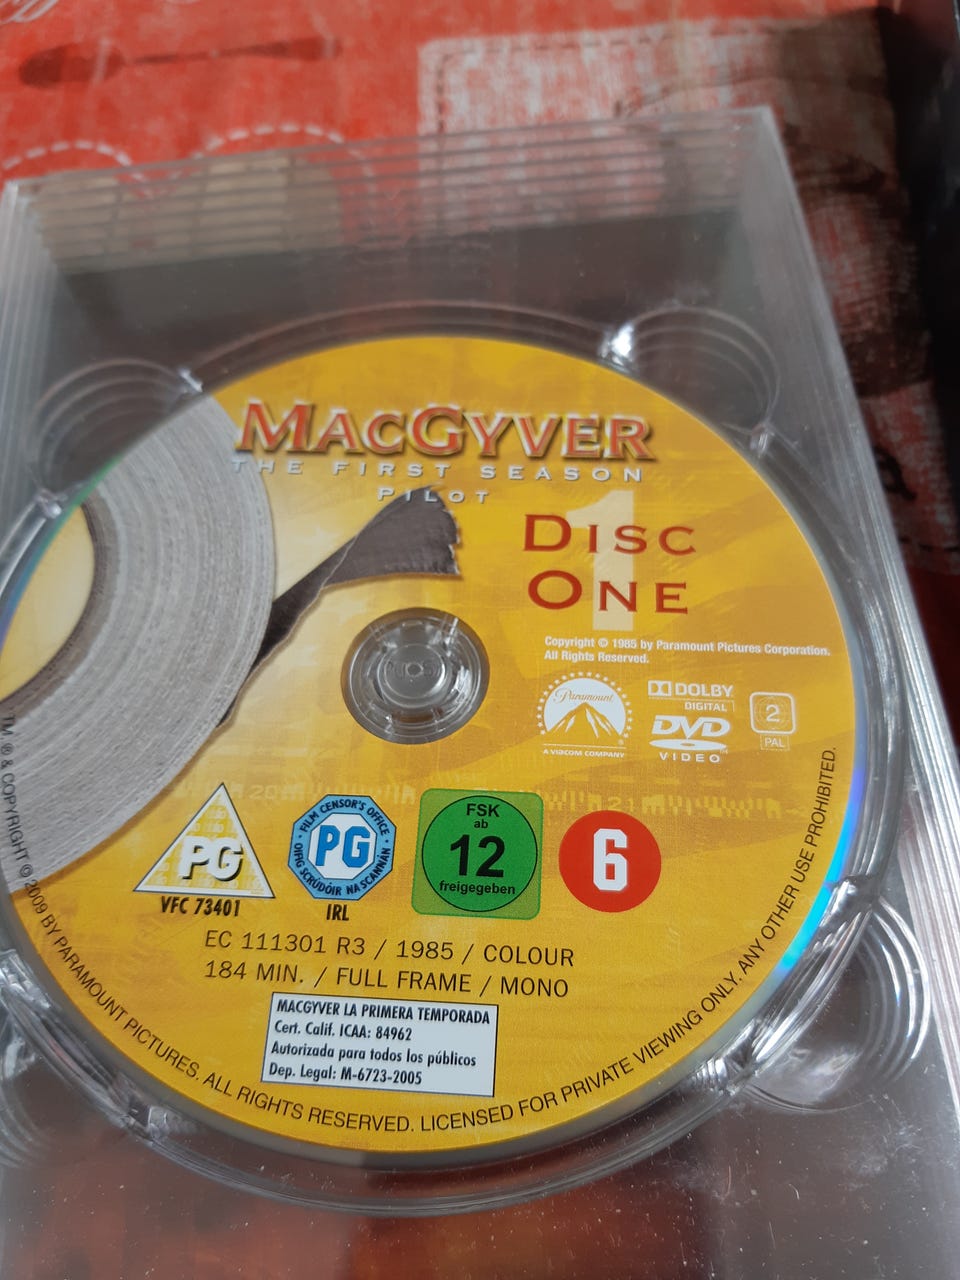 MACGYVER
THE FIRST SEASON
PILOT
1
DISC
ONE
Copyright © 1985 by Paramount Pictures Corporation.
All Rights Reserved.
Paramount
A VIACOM COMPANY
DOLBY
DIGITAL
DVD
VIDEO
2
PAL
PG
VFC 73401
FILM CENSOR'S OFFICE
PG
OIFIG SCRÚDÓIR NA SCANNÁN
IRL
FSK
ab
12
freigegeben
6
EC 111301 R3 / 1985 / COLOUR
184 MIN. / FULL FRAME / MONO
MACGYVER LA PRIMERA TEMPORADA
Cert. Calif. ICAA: 84962
Autorizada para todos los públicos
Dep. Legal: M-6723-2005
TM, ® & COPYRIGHT © 2009 BY PARAMOUNT PICTURES. ALL RIGHTS RESERVED. LICENSED FOR PRIVATE VIEWING ONLY. ANY OTHER USE PROHIBITED.